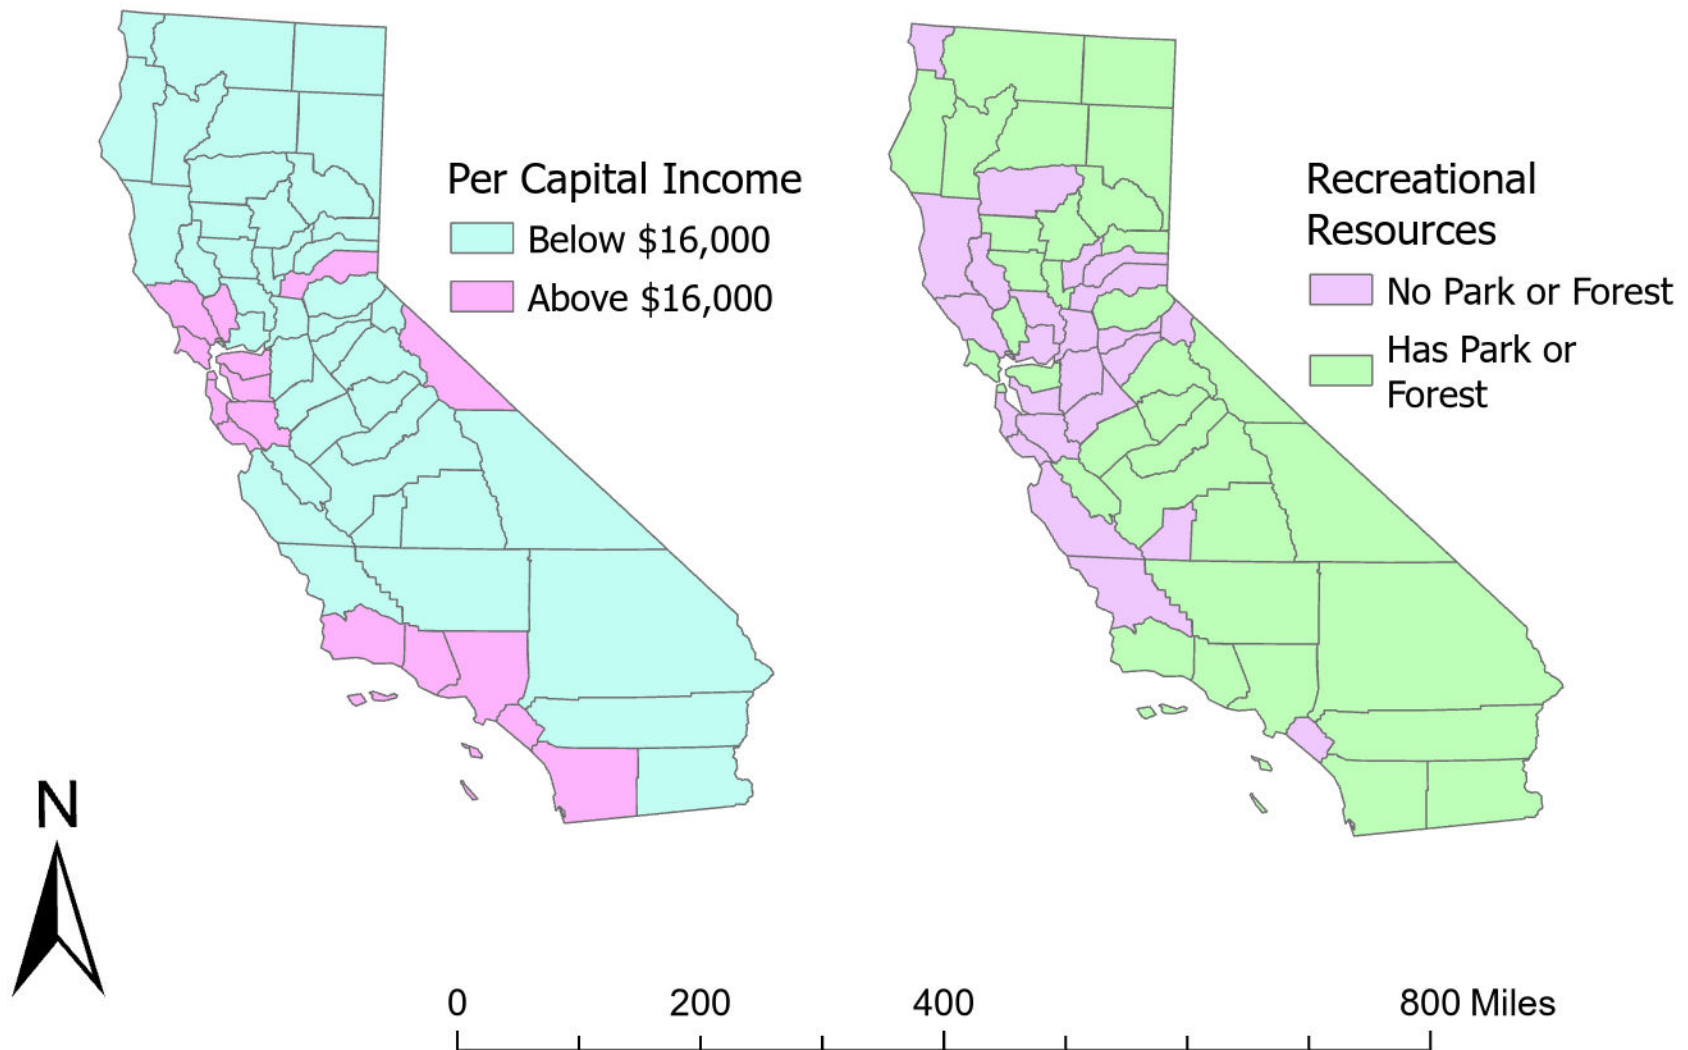 Per Capital Income
Below $16,000
Above $16,000
Recreational
Resources
No Park or Forest
Has Park or
Forest
N
0 200 400 800 Miles